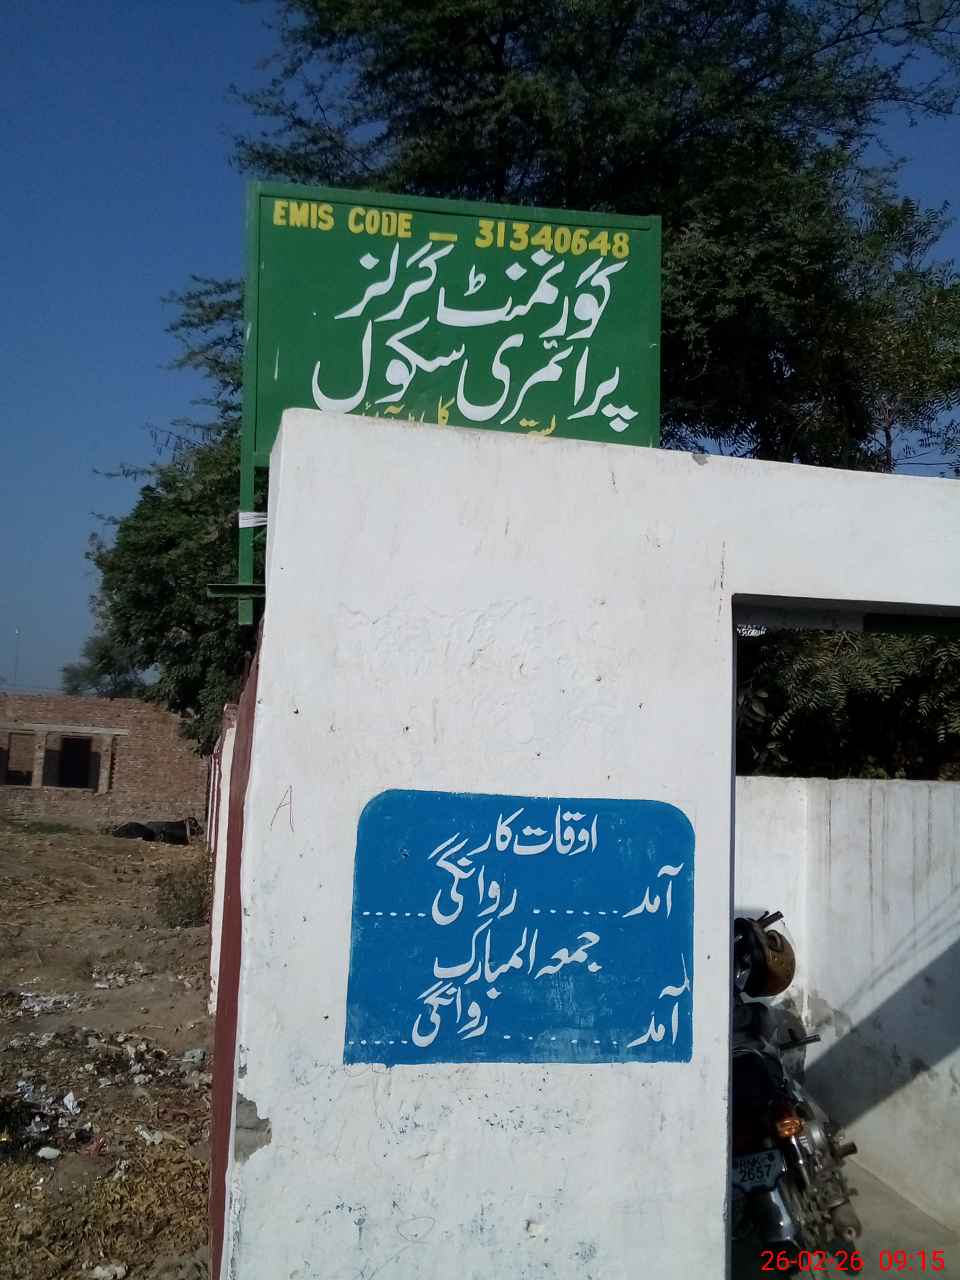 EMIS CODE – 31340648
گورنمنٹ گرلز
پرائمری سکول
اوقات کار
آمد ...... روانگی .....
جمعہ المبارک
آمد ...... روانگی .....
2657
26-02-26 09:15